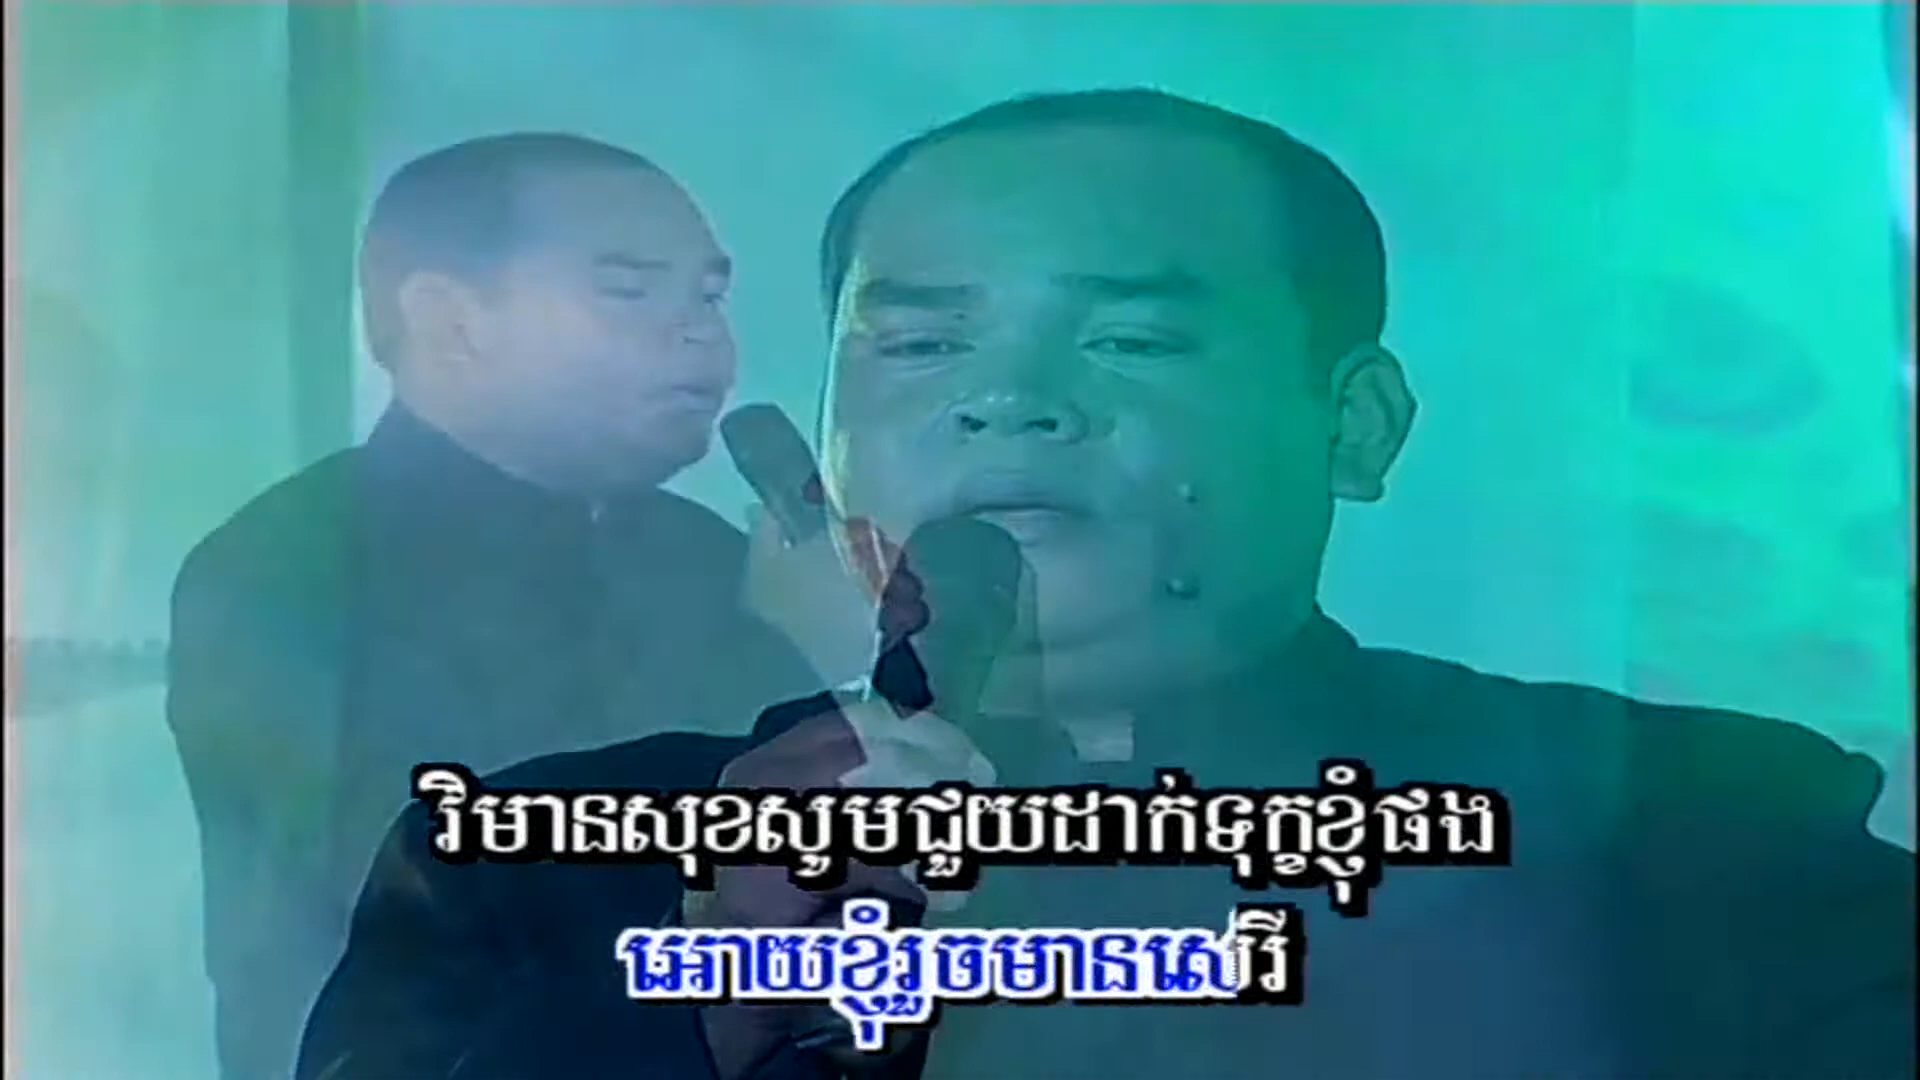 វិមានសុខសូមជួយដាក់ទុក្ខខ្ញុំផង
អោយខ្ញុំរួចមានសេរី